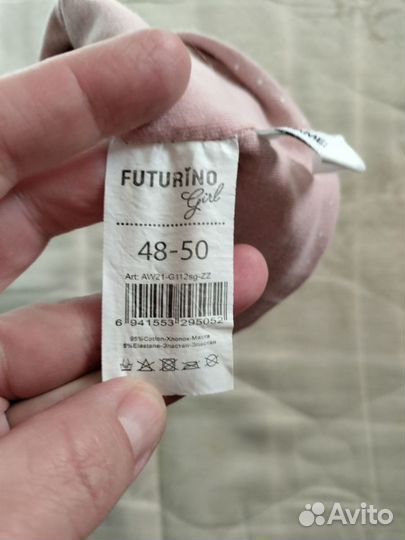 FUTURINO
Girl
48-50
Art: AW21-G112sg-ZZ
6 941553 295052
95%Cotton-Хлопок-Мақта
5%Elastane-Эластан-Эластан
Avito